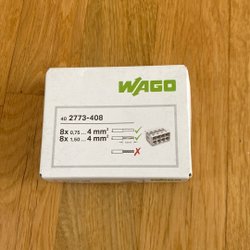 WAGO
40 2773-408
8x 0,75 ... 4 mm²
8x 1,50 ... 4 mm²